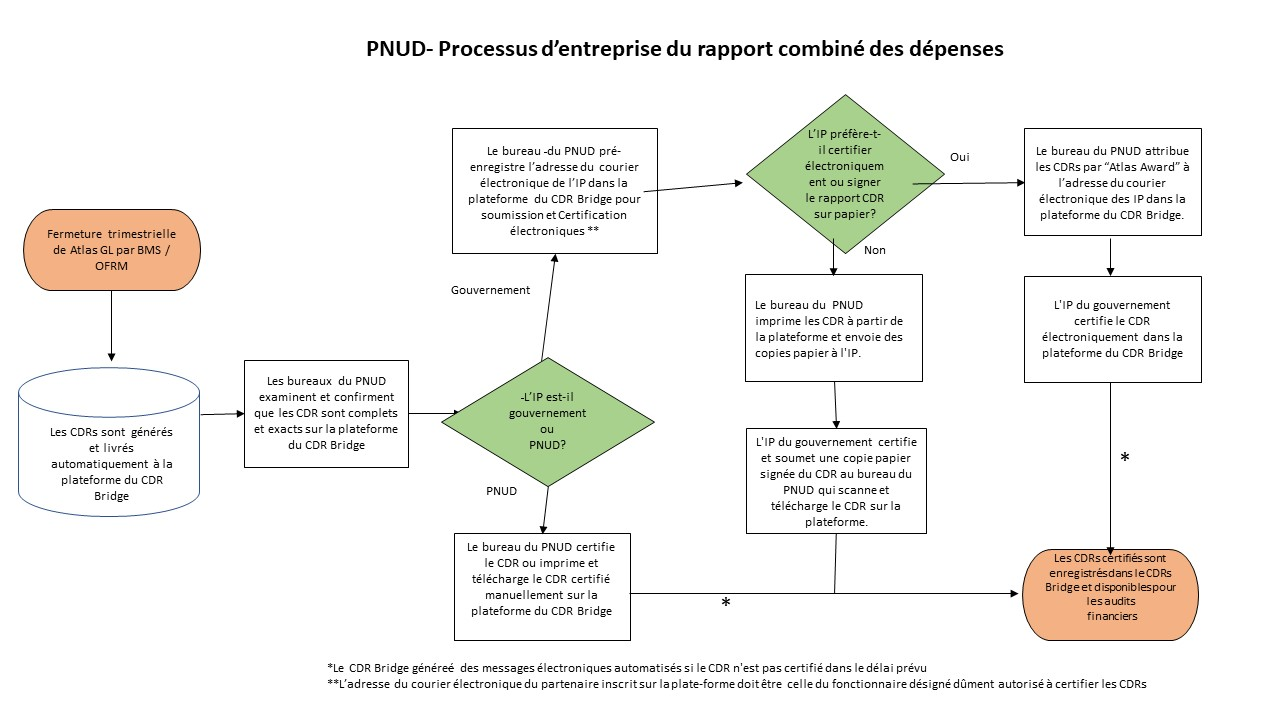 PNUD- Processus d’entreprise du rapport combiné des dépenses
Fermeture trimestrielle
de Atlas GL par BMS /
OFRM
Les CDRs sont générés
et livrés
automatiquement à la
plateforme du CDR
Bridge
Les bureaux du PNUD
examinent et confirment
que les CDR sont complets
et exacts sur la plateforme
du CDR Bridge
-L’IP est-il
gouvernement
ou
PNUD?
Gouvernement
PNUD
Le bureau -du PNUD pré-
enregistre l’adresse du courier
électronique de l’IP dans la
plateforme du CDR Bridge pour
soumission et Certification
électroniques **
Le bureau du PNUD certifie
le CDR ou imprime et
télécharge le CDR certifié
manuellement sur la
plateforme du CDR Bridge
L’IP préfère-t-
il certifier
électroniquem
ent ou signer
le rapport CDR
sur papier?
Oui
Non
Le bureau du PNUD
imprime les CDR à partir de
la plateforme et envoie des
copies papier à l'IP.
L'IP du gouvernement certifie
et soumet une copie papier
signée du CDR au bureau du
PNUD qui scanne et
télécharge le CDR sur la
plateforme.
Le bureau du PNUD attribue
les CDRs par “Atlas Award” à
l’adresse du courier
électronique des IP dans la
plateforme du CDR Bridge.
L'IP du gouvernement
certifie le CDR
électroniquement dans la
plateforme du CDR Bridge
*
*
Les CDRs certifiés sont
enregistrés dans le CDRs
Bridge et disponibles pour
les audits
financiers
*Le CDR Bridge généreé des messages électroniques automatisés si le CDR n'est pas certifié dans le délai prévu
**L’adresse du courier électronique du partenaire inscrit sur la plate-forme doit être celle du fonctionnaire désigné dûment autorisé à certifier les CDRs